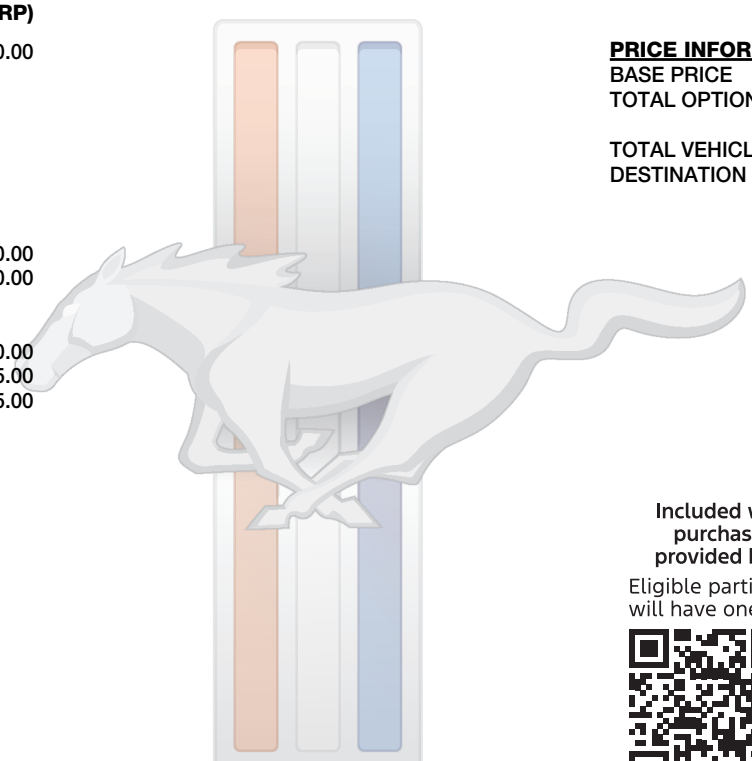 RP)
0.00
0.00
0.00
0.00
5.00
5.00
PRICE INFOR
BASE PRICE
TOTAL OPTION
TOTAL VEHICL
DESTINATION
Included
purchas
provided
Eligible parti
will have one